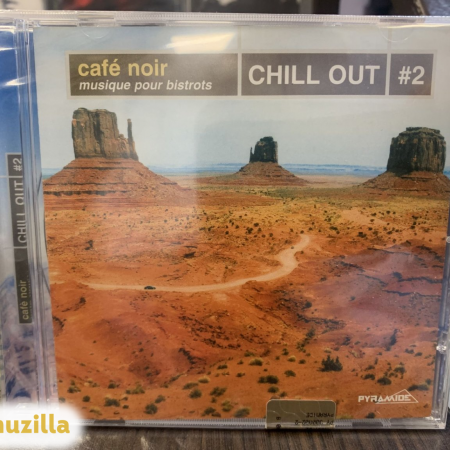 café noir
musique pour bistrots
CHILL OUT
#2
café noir
CHILL OUT
#2
PYRAMIDE
uzilla